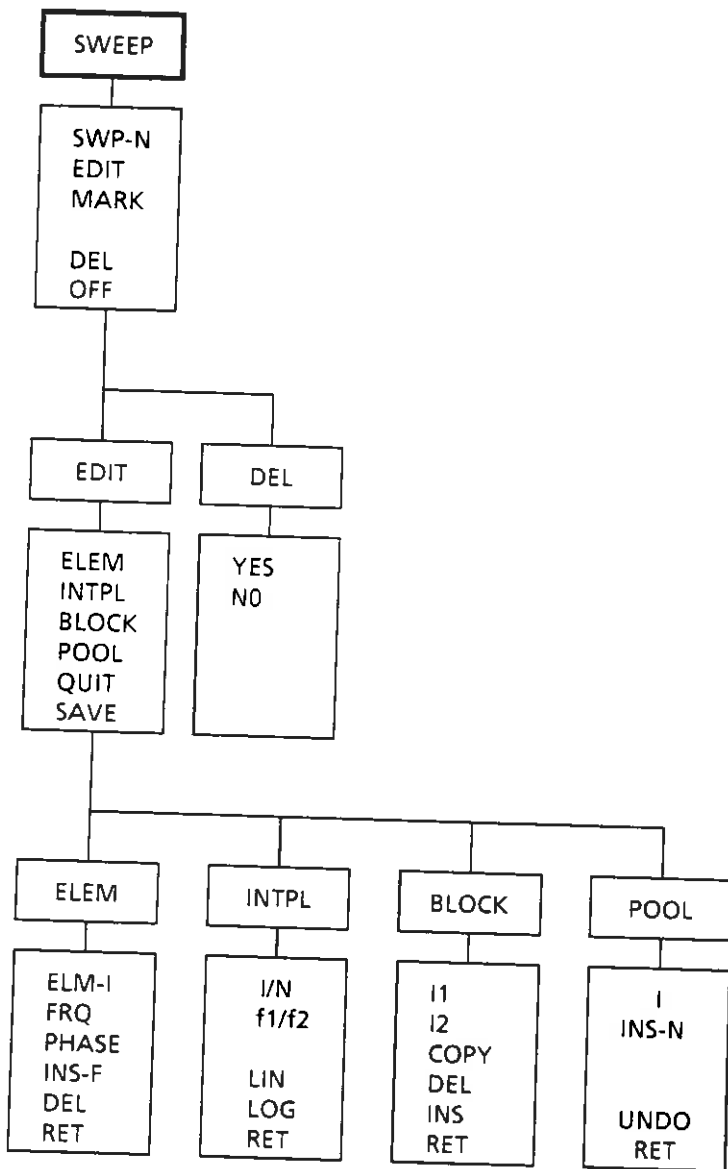 SWEEP
SWP-N
EDIT
MARK
DEL
OFF
EDIT
ELEM
INTPL
BLOCK
POOL
QUIT
SAVE
DEL
YES
N0
ELEM
ELM-I
FRQ
PHASE
INS-F
DEL
RET
INTPL
I/N
f1/f2
LIN
LOG
RET
BLOCK
I1
I2
COPY
DEL
INS
RET
POOL
I
INS-N
UNDO
RET